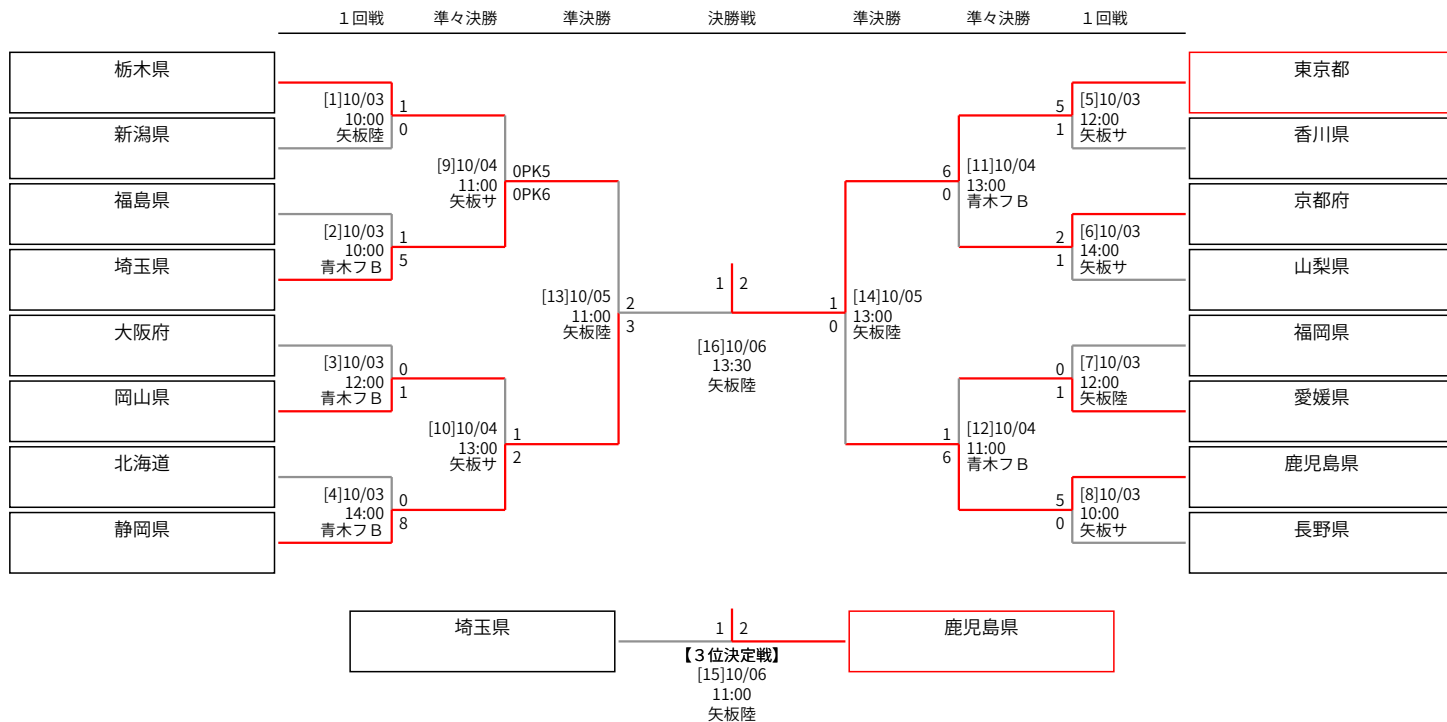 １回戦
準々決勝
準決勝
決勝戦
準決勝
準々決勝
１回戦
栃木県
新潟県
福島県
埼玉県
大阪府
岡山県
北海道
静岡県
[1]10/03
10:00
矢板陸
1
0
[2]10/03
10:00
青木フＢ
1
5
[3]10/03
12:00
青木フＢ
0
1
[4]10/03
14:00
青木フＢ
0
8
[9]10/04
11:00
矢板サ
0PK5
0PK6
[10]10/04
13:00
矢板サ
1
2
[13]10/05
11:00
矢板陸
2
3
1
2
[16]10/06
13:30
矢板陸
1
0
[14]10/05
13:00
矢板陸
6
0
[11]10/04
13:00
青木フＢ
1
6
[12]10/04
11:00
青木フＢ
5
1
[5]10/03
12:00
矢板サ
2
1
[6]10/03
14:00
矢板サ
0
1
[7]10/03
12:00
矢板陸
5
0
[8]10/03
10:00
矢板サ
東京都
香川県
京都府
山梨県
福岡県
愛媛県
鹿児島県
長野県
埼玉県
1
2
鹿児島県
【３位決定戦】
[15]10/06
11:00
矢板陸